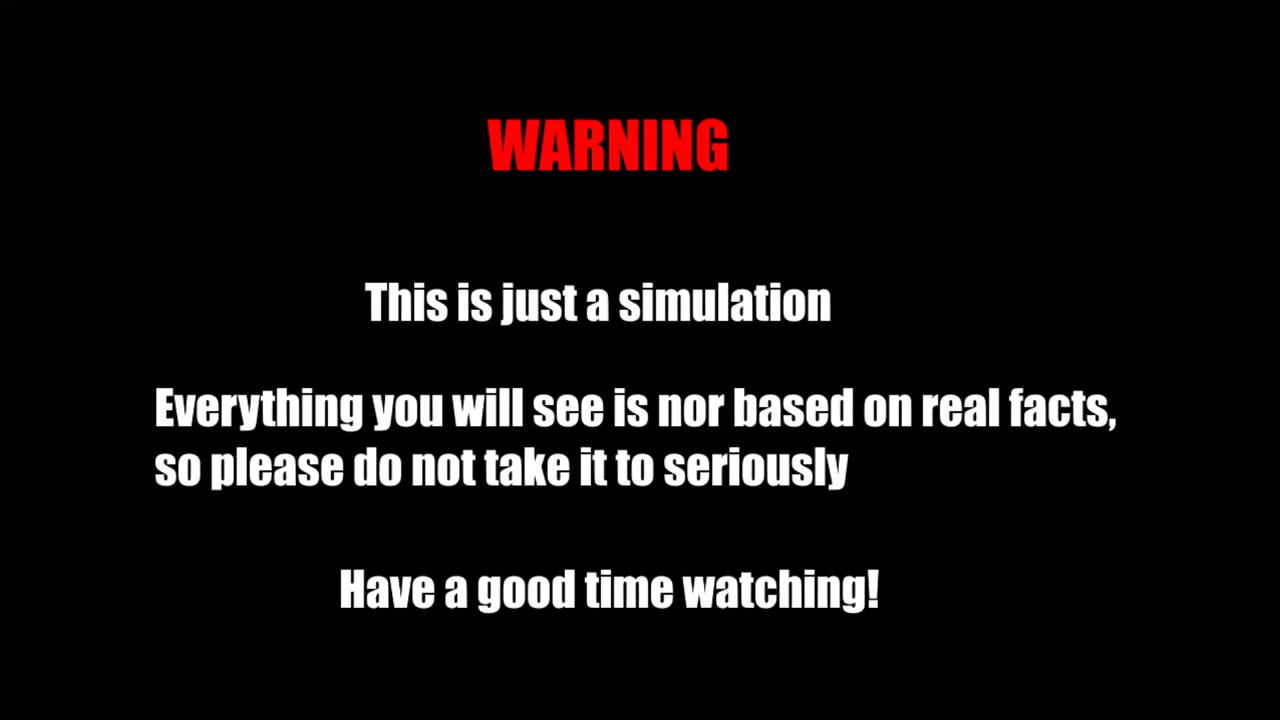 WARNING
This is just a simulation
Everything you will see is nor based on real facts,
so please do not take it to seriously
Have a good time watching!